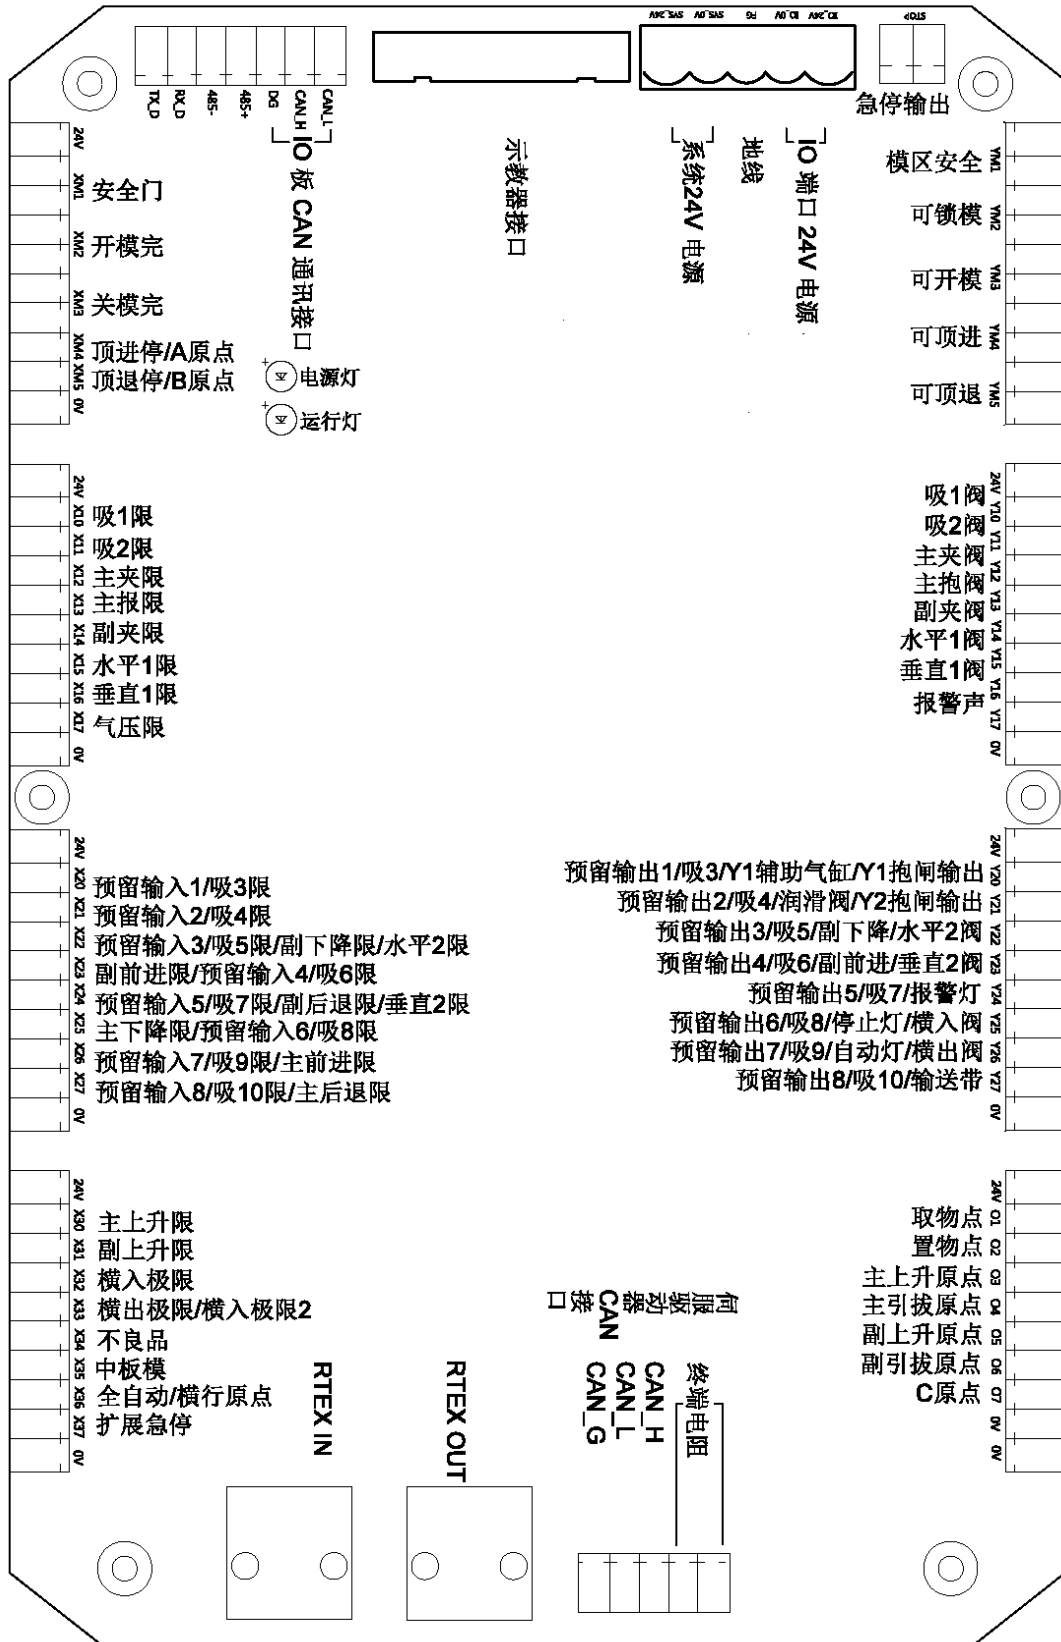 SYS_24V SYS_0V FG IO_0V IO_24V
STOP
急停输出
TX_D RX_D 485- 485+ DG CAN_H CAN_L
IO 板 CAN 通讯接口
示教器接口
系统24V 电源
地线
IO 端口 24V 电源
24V
XM1 安全门
XM2 开模完
XM3 关模完
XM4 顶进停/A原点
XM5 顶退停/B原点
0V
电源灯
运行灯
模区安全 YM1
可锁模 YM2
可开模 YM3
可顶进 YM4
可顶退 YM5
24V
X10 吸1限
X11 吸2限
X12 主夹限
X13 主报限
X14 副夹限
X15 水平1限
X16 垂直1限
X17 气压限
0V
24V
吸1阀 Y10
吸2阀 Y11
主夹阀 Y12
主抱阀 Y13
副夹阀 Y14
水平1阀 Y15
垂直1阀 Y16
报警声 Y17
0V
24V
X20 预留输入1/吸3限
X21 预留输入2/吸4限
X22 预留输入3/吸5限/副下降限/水平2限
X23 副前进限/预留输入4/吸6限
X24 预留输入5/吸7限/副后退限/垂直2限
X25 主下降限/预留输入6/吸8限
X26 预留输入7/吸9限/主前进限
X27 预留输入8/吸10限/主后退限
0V
24V
预留输出1/吸3/Y1辅助气缸/Y1抱闸输出 Y20
预留输出2/吸4/润滑阀/Y2抱闸输出 Y21
预留输出3/吸5/副下降/水平2阀 Y22
预留输出4/吸6/副前进/垂直2阀 Y23
预留输出5/吸7/报警灯 Y24
预留输出6/吸8/停止灯/横入阀 Y25
预留输出7/吸9/自动灯/横出阀 Y26
预留输出8/吸10/输送带 Y27
0V
24V
X30 主上升限
X31 副上升限
X32 横入极限
X33 横出极限/横入极限2
X34 不良品
X35 中板模
X36 全自动/横行原点
X37 扩展急停
0V
24V
取物点 O1
置物点 O2
主上升原点 O3
主引拔原点 O4
副上升原点 O5
副引拔原点 O6
C原点 O7
0V
0V
伺服驱动器 CAN 接口
RTEX IN
RTEX OUT
CAN_G
CAN_L
CAN_H
终端电阻